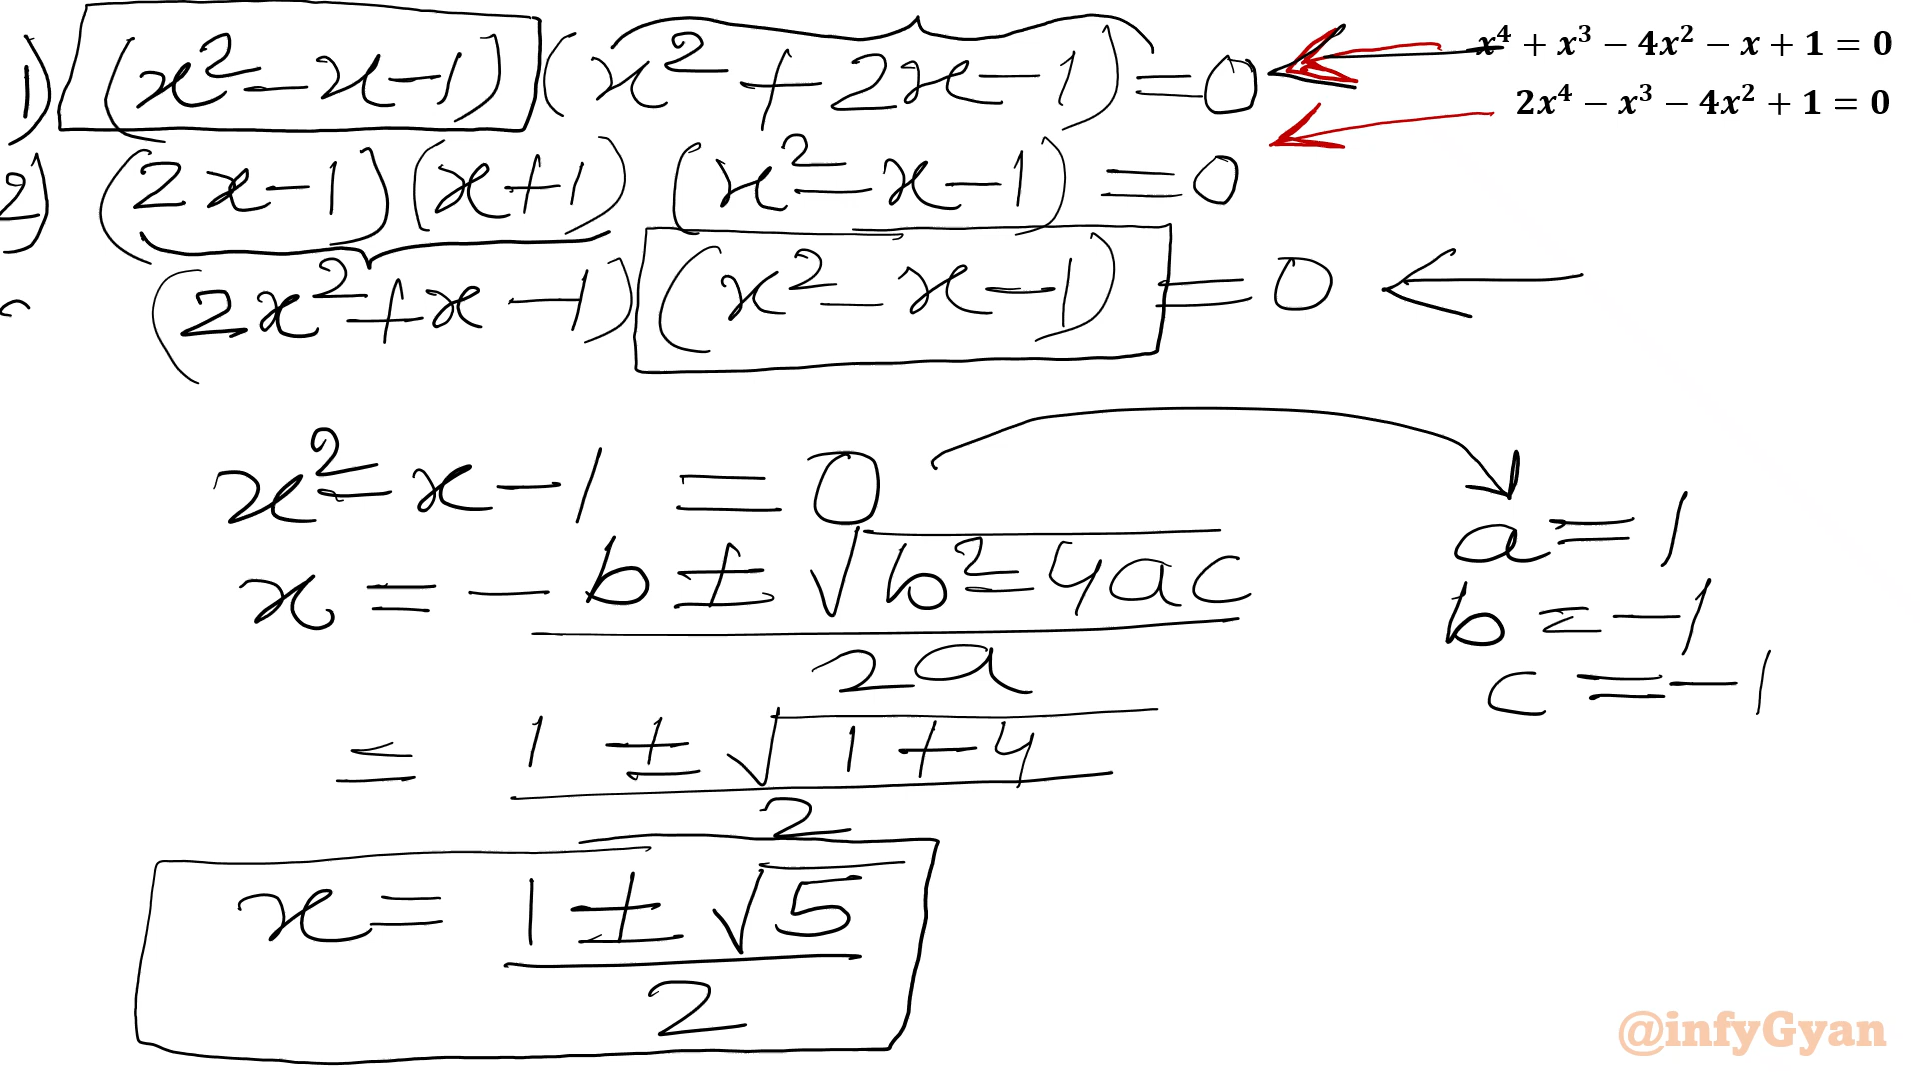 1) (x² - x - 1) (x² + 2x - 1) = 0
x⁴ + x³ − 4x² − x + 1 = 0
2x⁴ − x³ − 4x² + 1 = 0
2) (2x - 1) (x + 1) (x² - x - 1) = 0
(2x² + x - 1) (x² - x - 1) = 0
x² - x - 1 = 0
a = 1
x = -b ± √b² - 4ac / 2a
b = -1
c = -1
= 1 ± √1 + 4 / 2
x = 1 ± √5 / 2
@infyGyan